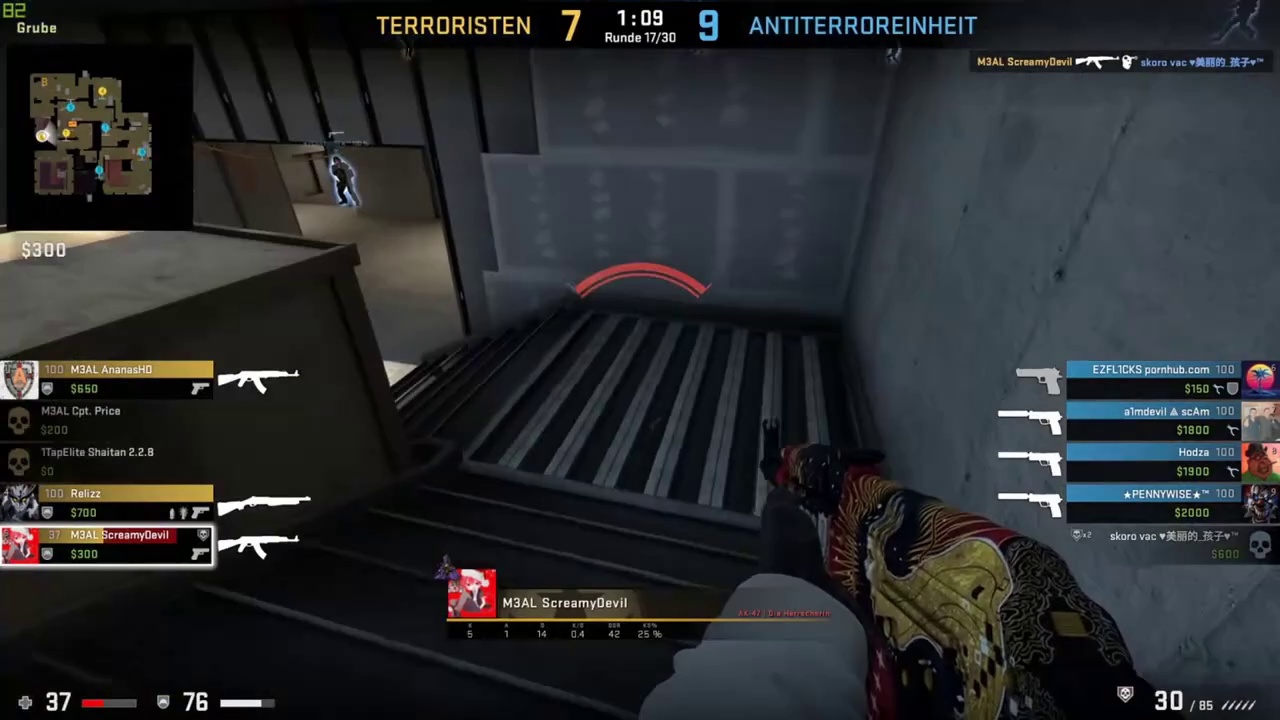 82
Grube
TERRORISTEN 7 1:09 9 ANTITERROREINHEIT
Runde 17/30
M3AL ScreamyDevil skoro vac ♥美丽的_孩子♥™
B
$300
100 M3AL AnanasHD
$650
M3AL Cpt. Price
$200
1TapElite Shaitan 2.2.8
$0
100 Relizz
$700
37 M3AL ScreamyDevil
$300
EZFL1CKS pornhub.com 100
$150
a1mdevil ⟁ scAm 100
$1800
Hodza 100
$1900
★PENNYWISE★™ 100
$2000
x2 skoro vac ♥美丽的_孩子♥™
$600
M3AL ScreamyDevil
AK-47 | Die Herrscherin
K A D K/D DSR KS%
5 1 14 0.4 42 25 %
37 76
30 / 85